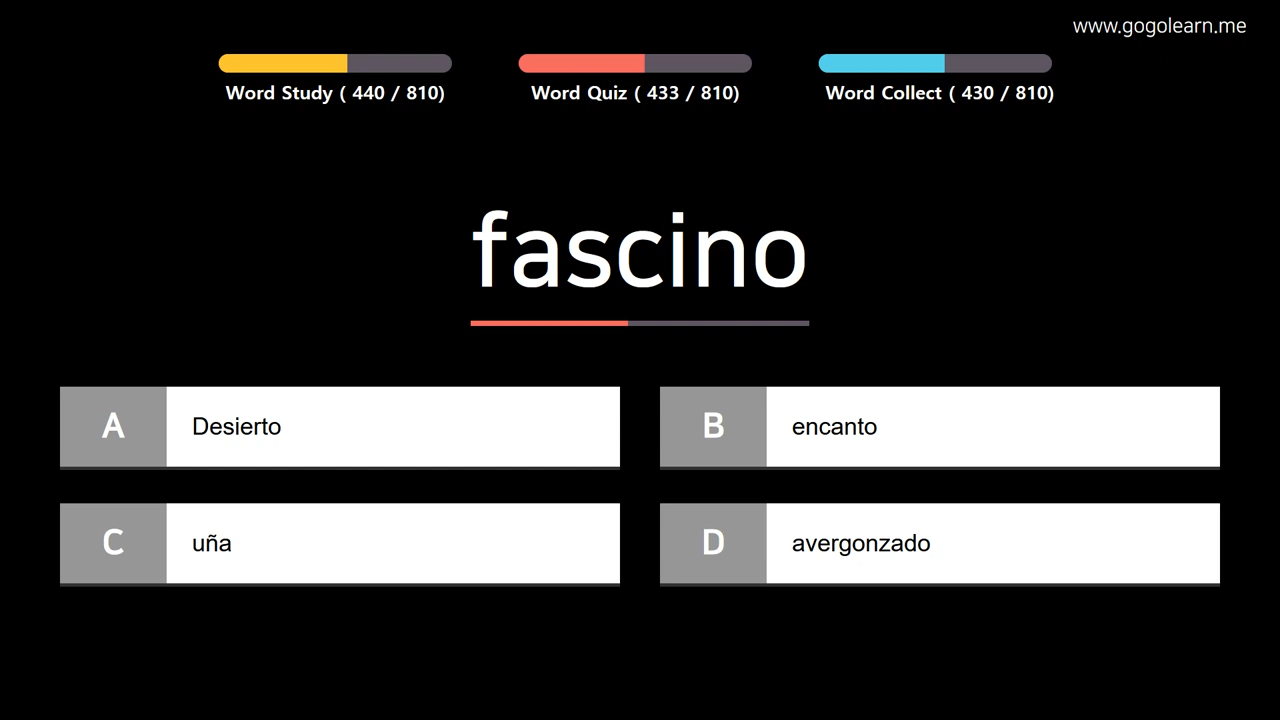 www.gogolearn.me
Word Study ( 440 / 810)
Word Quiz ( 433 / 810)
Word Collect ( 430 / 810)
fascino
A Desierto
B encanto
C uña
D avergonzado